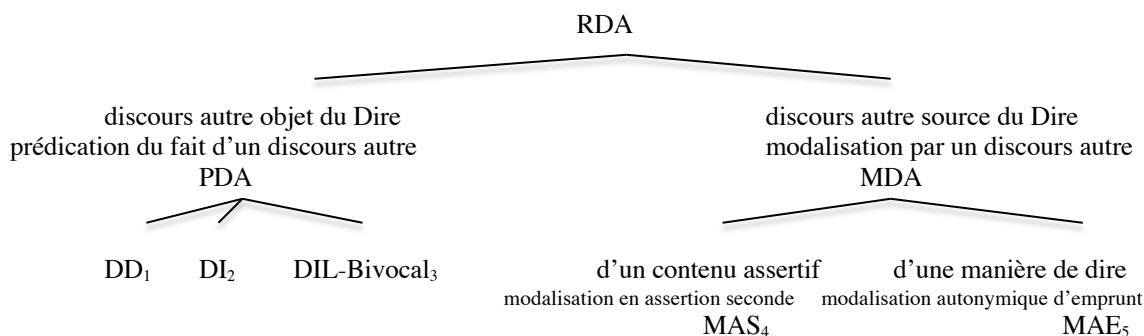 RDA
discours autre objet du Dire
prédication du fait d’un discours autre
PDA
discours autre source du Dire
modalisation par un discours autre
MDA
DD₁ DI₂ DIL-Bivocal₃
d’un contenu assertif
modalisation en assertion seconde
MAS₄
d’une manière de dire
modalisation autonymique d’emprunt
MAE₅